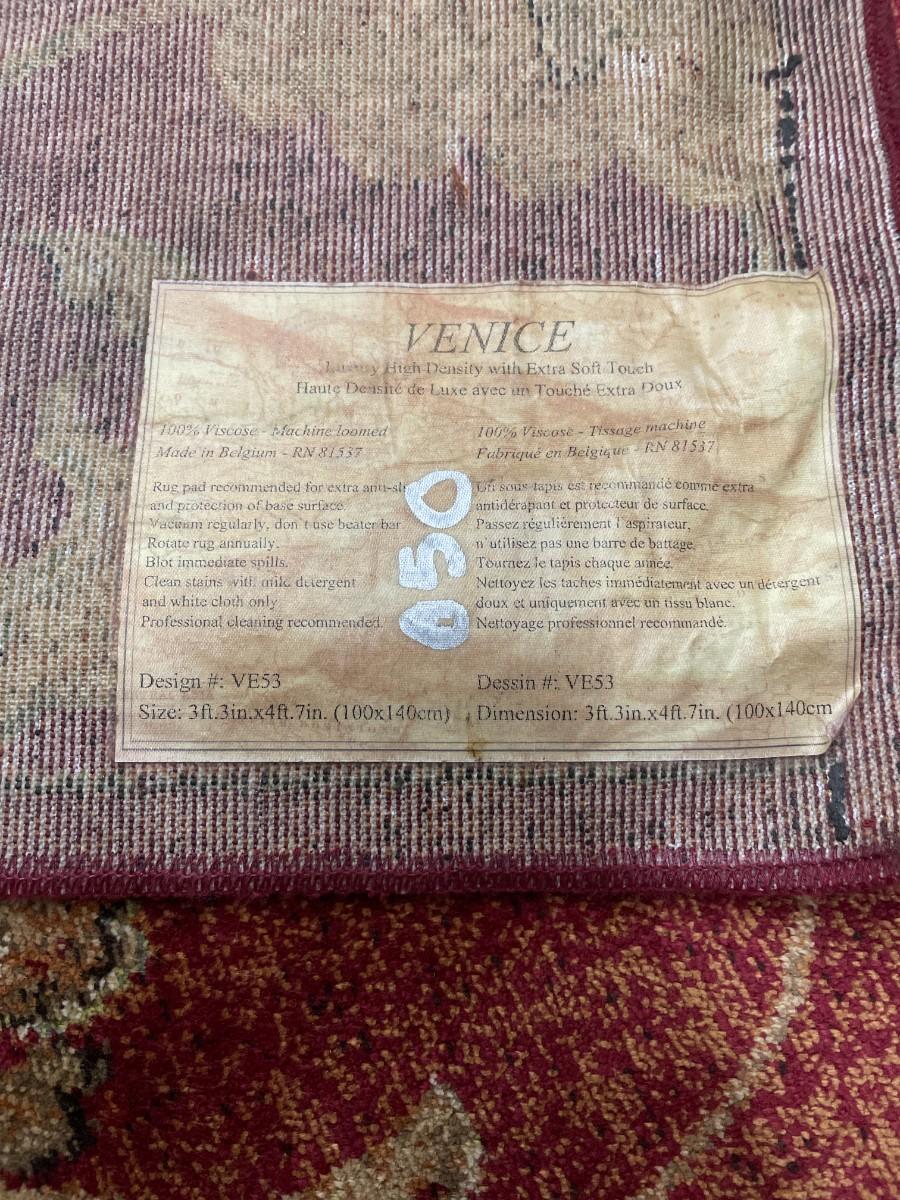 VENICE
Luxury High Density with Extra Soft Touch
Haute Densité de Luxe avec un Touché Extra Doux
100% Viscose - Machine loomed
Made in Belgium - RN 81537
Rug pad recommended for extra anti-sl
and protection of base surface.
Vacuum regularly, don't use beater bar.
Rotate rug annually.
Blot immediate spills.
Clean stains with mild detergent
and white cloth only
Professional cleaning recommended.
Design #: VE53
Size: 3ft.3in.x4ft.7in. (100x140cm)
050
100% Viscose - Tissage machine
Fabriqué en Belgique - RN 81537
Un sous-tapis est recommandé comme extra
antidérapant et protecteur de surface.
Passez régulièrement l'aspirateur,
n'utilisez pas une barre de battage.
Tournez le tapis chaque année.
Nettoyez les taches immédiatement avec un détergent
doux et uniquement avec un tissu blanc.
Nettoyage professionnel recommandé.
Dessin #: VE53
Dimension: 3ft.3in.x4ft.7in. (100x140cm